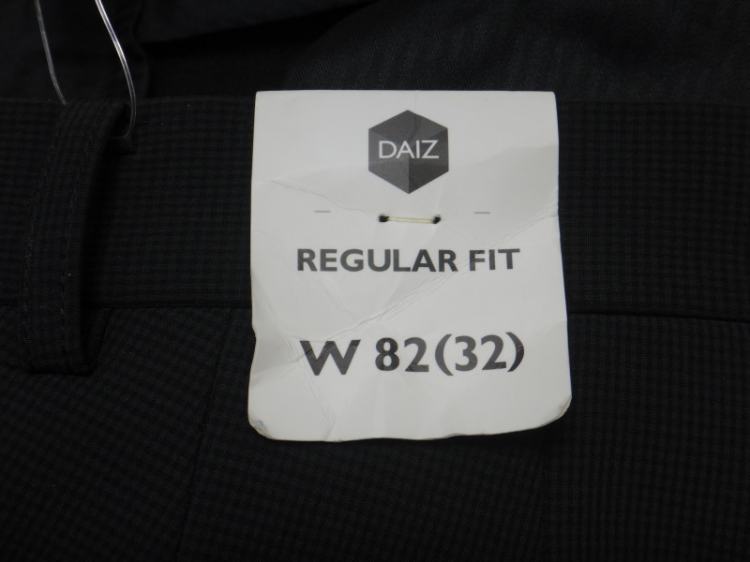 DAIZ
REGULAR FIT
W 82(32)